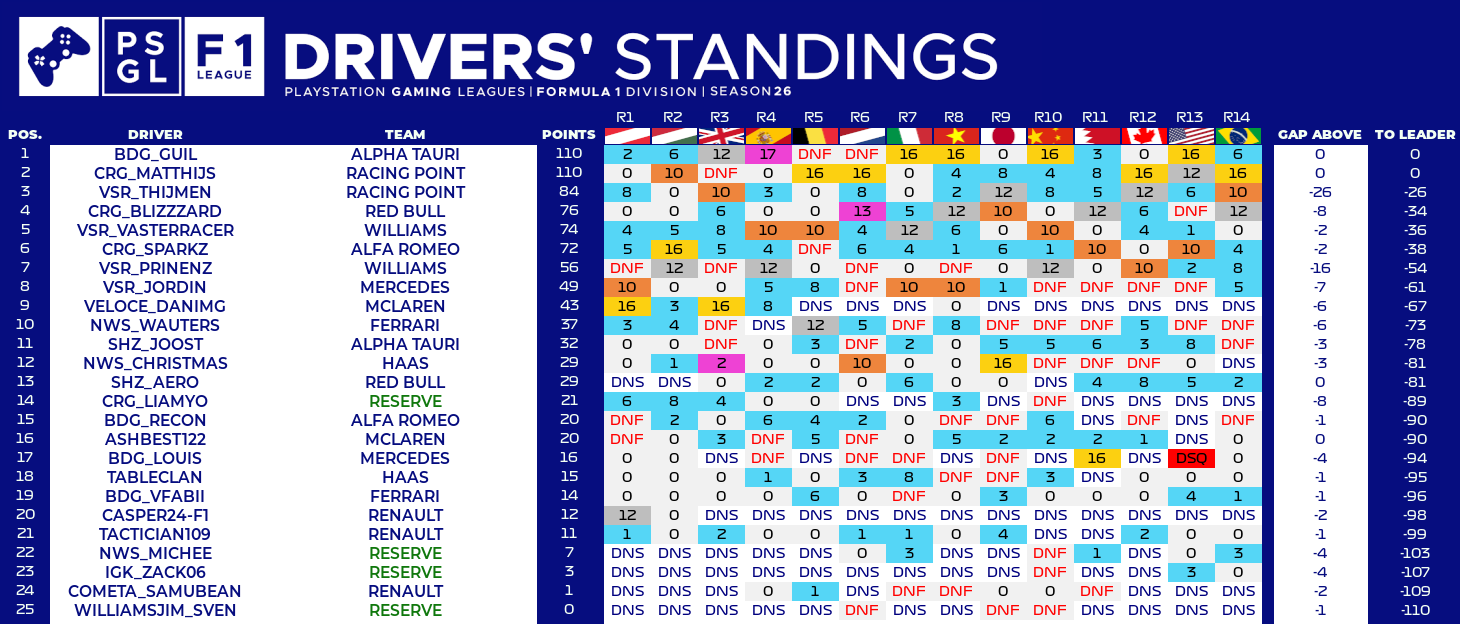 PS GL F1 LEAGUE
DRIVERS' STANDINGS
PLAYSTATION GAMING LEAGUES | FORMULA 1 DIVISION | SEASON 26
R1 R2 R3 R4 R5 R6 R7 R8 R9 R10 R11 R12 R13 R14
POS. DRIVER TEAM POINTS GAP ABOVE TO LEADER
1 BDG_GUIL ALPHA TAURI 110 2 6 12 17 DNF DNF 16 16 0 16 3 0 16 6 0 0
2 CRG_MATTHIJS RACING POINT 110 0 10 DNF 0 16 16 0 4 8 4 8 16 12 16 0 0
3 VSR_THIJMEN RACING POINT 84 8 0 10 3 0 8 0 2 12 8 5 12 6 10 -26 -26
4 CRG_BLIZZZARD RED BULL 76 0 0 6 0 0 13 5 12 10 0 12 6 DNF 12 -8 -34
5 VSR_VASTERRACER WILLIAMS 74 4 5 8 10 10 4 12 6 0 10 0 4 1 0 -2 -36
6 CRG_SPARKZ ALFA ROMEO 72 5 16 5 4 DNF 6 4 1 6 1 10 0 10 4 -2 -38
7 VSR_PRINENZ WILLIAMS 56 DNF 12 DNF 12 0 DNF 0 DNF 0 12 0 10 2 8 -16 -54
8 VSR_JORDIN MERCEDES 49 10 0 0 5 8 DNF 10 10 1 DNF DNF DNF DNF 5 -7 -61
9 VELOCE_DANIMG MCLAREN 43 16 3 16 8 DNS DNS DNS 0 DNS DNS DNS DNS DNS DNS -6 -67
10 NWS_WAUTERS FERRARI 37 3 4 DNF DNS 12 5 DNF 8 DNF DNF DNF 5 DNF DNF -6 -73
11 SHZ_JOOST ALPHA TAURI 32 0 0 DNF 0 3 DNF 2 0 5 5 6 3 8 DNF -3 -78
12 NWS_CHRISTMAS HAAS 29 0 1 2 0 0 10 0 0 16 DNF DNF DNF 0 DNS -3 -81
13 SHZ_AERO RED BULL 29 DNS DNS 0 2 2 0 6 0 0 DNS 4 8 5 2 0 -81
14 CRG_LIAMYO RESERVE 21 6 8 4 0 0 DNS DNS 3 DNS DNF DNS DNS DNS DNS -8 -89
15 BDG_RECON ALFA ROMEO 20 DNF 2 0 6 4 2 0 DNF DNF 6 DNS DNF DNS DNF -1 -90
16 ASHBEST122 MCLAREN 20 DNF 0 3 DNF 5 DNF 0 5 2 2 2 1 DNS 0 0 -90
17 BDG_LOUIS MERCEDES 16 0 0 DNS DNF DNS DNF DNF DNS DNF DNS 16 DNS DSQ 0 -4 -94
18 TABLECLAN HAAS 15 0 0 0 1 0 3 8 DNF DNF 3 DNS 0 0 0 -1 -95
19 BDG_VFABII FERRARI 14 0 0 0 0 6 0 DNF 0 3 0 0 0 4 1 -1 -96
20 CASPER24-F1 RENAULT 12 12 0 DNS DNS DNS DNS DNS DNS DNS DNS DNS DNS DNS DNS -2 -98
21 TACTICIAN109 RENAULT 11 1 0 2 0 0 1 1 0 4 DNS DNS 2 0 0 -1 -99
22 NWS_MICHEE RESERVE 7 DNS DNS DNS DNS DNS 0 3 DNS DNS DNF 1 DNS 0 3 -4 -103
23 IGK_ZACK06 RESERVE 3 DNS DNS DNS DNS DNS DNS DNS DNS DNS DNF DNS DNS 3 0 -4 -107
24 COMETA_SAMUBEAN RENAULT 1 DNS DNS DNS 0 1 DNS DNF DNF 0 0 DNF DNS DNS DNS -2 -109
25 WILLIAMSJIM_SVEN RESERVE 0 DNS DNS DNS DNS DNS DNF DNS DNS DNF DNF DNS DNS DNS DNS -1 -110